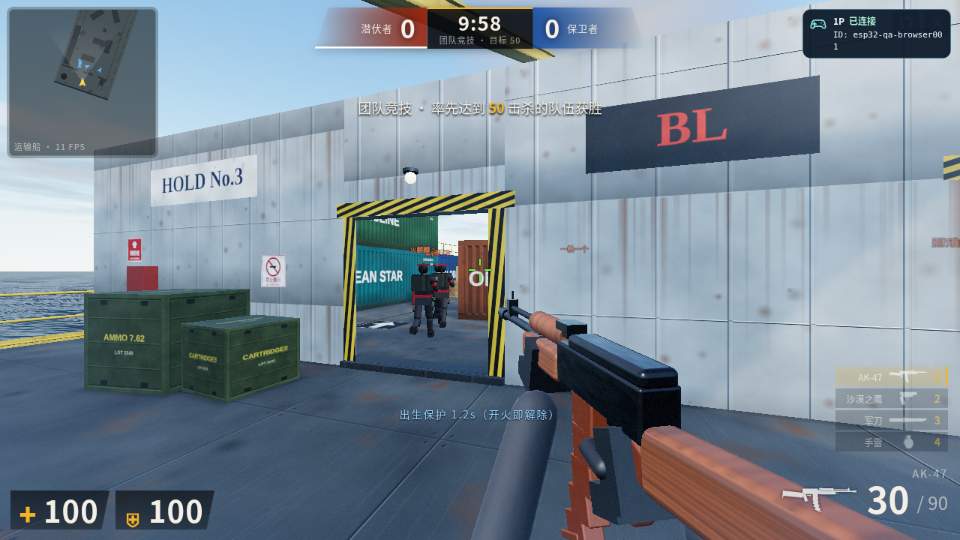 潜伏者 0
9:58
团队竞技 · 目标 50
0 保卫者
1P 已连接
ID: esp32-qa-browser00
1
团队竞技 · 率先达到 50 击杀的队伍获胜
运输船 · 11 FPS
BL
HOLD No.3
EAN STAR
AMMO 7.62
CARTRIDGES
CARTRIDGES
出生保护 1.2s（开火即解除）
AK-47
沙漠之鹰 2
军刀 3
手雷 4
AK-47
30 / 90
100
100